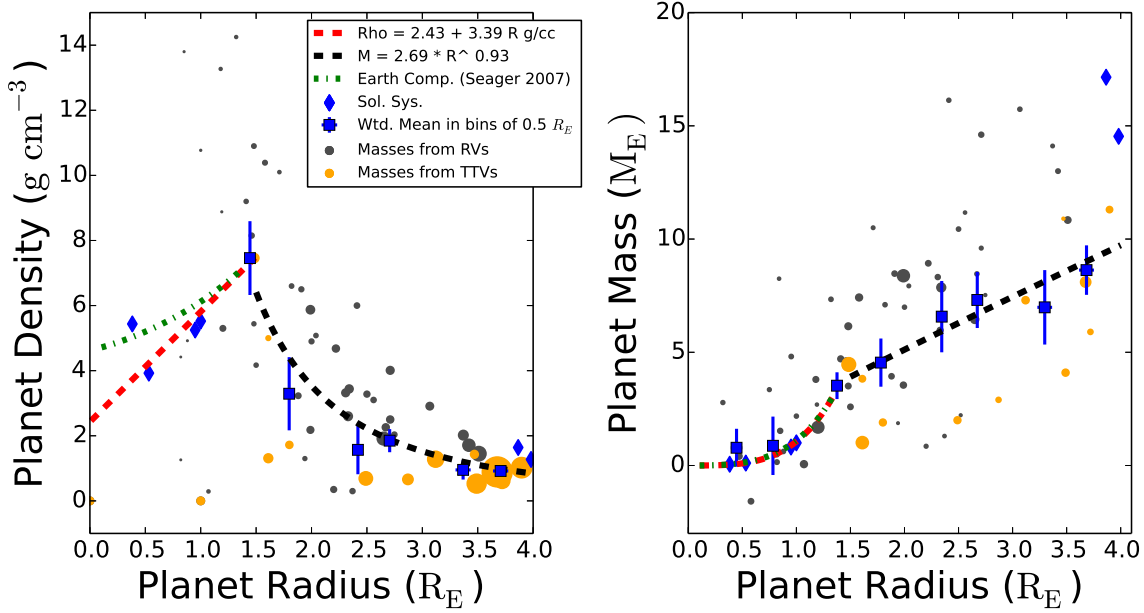 Rho = 2.43 + 3.39 R g/cc
M = 2.69 * R^ 0.93
Earth Comp. (Seager 2007)
Sol. Sys.
Wtd. Mean in bins of 0.5 R_E
Masses from RVs
Masses from TTVs
Planet Density (g cm⁻³)
14
12
10
8
6
4
2
0
0.0 0.5 1.0 1.5 2.0 2.5 3.0 3.5 4.0
Planet Radius (R_E)
Planet Mass (M_E)
20
15
10
5
0
0.0 0.5 1.0 1.5 2.0 2.5 3.0 3.5 4.0
Planet Radius (R_E)